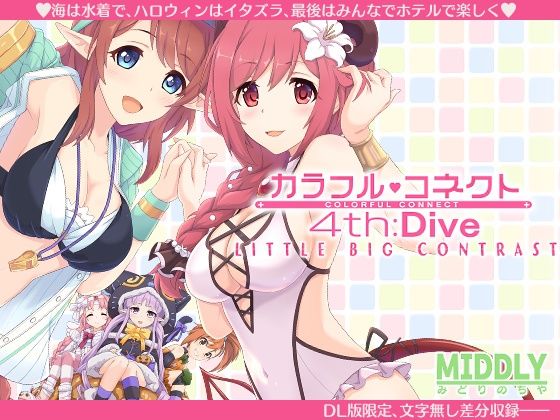 ♥海は水着で、ハロウィンはイタズラ、最後はみんなでホテルで楽しく♥
カラフル♥コネクト
COLORFUL CONNECT
4th:Dive
LITTLE BIG CONTRAST
MIDDLY
みどりのちや
DL版限定、文字無し差分収録――